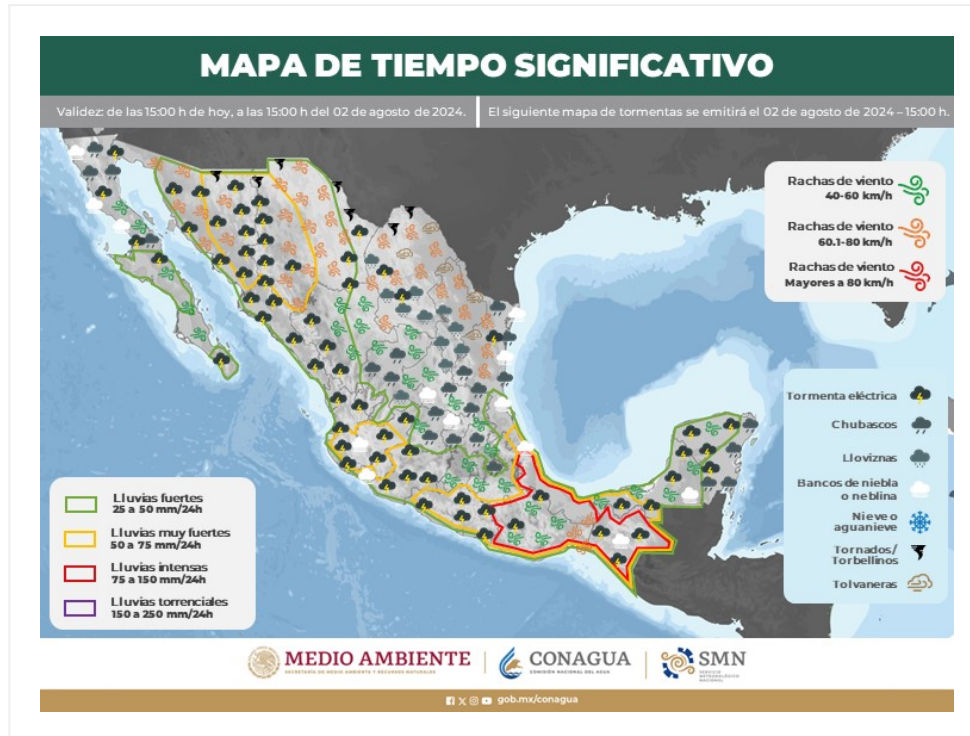 MAPA DE TIEMPO SIGNIFICATIVO
Validez: de las 15:00 h de hoy, a las 15:00 h del 02 de agosto de 2024.
El siguiente mapa de tormentas se emitirá el 02 de agosto de 2024 – 15:00 h.
Rachas de viento
40-60 km/h
Rachas de viento
60.1-80 km/h
Rachas de viento
Mayores a 80 km/h
Tormenta eléctrica
Chubascos
Lloviznas
Bancos de niebla
o neblina
Nieve o
aguanieve
Tornados/
Torbellinos
Tolvaneras
Lluvias fuertes
25 a 50 mm/24h
Lluvias muy fuertes
50 a 75 mm/24h
Lluvias intensas
75 a 150 mm/24h
Lluvias torrenciales
150 a 250 mm/24h
MEDIO AMBIENTE
SECRETARÍA DE MEDIO AMBIENTE Y RECURSOS NATURALES
CONAGUA
COMISIÓN NACIONAL DEL AGUA
SMN
SERVICIO
METEOROLÓGICO
NACIONAL
gob.mx/conagua